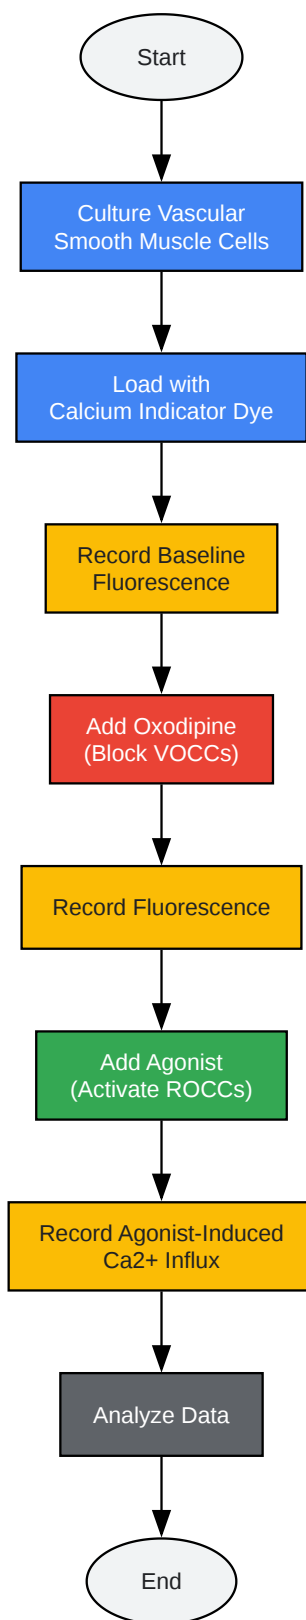 Start
Culture Vascular
Smooth Muscle Cells
Load with
Calcium Indicator Dye
Record Baseline
Fluorescence
Add Oxodipine
(Block VOCCs)
Record Fluorescence
Add Agonist
(Activate ROCCs)
Record Agonist-Induced
Ca2+ Influx
Analyze Data
End